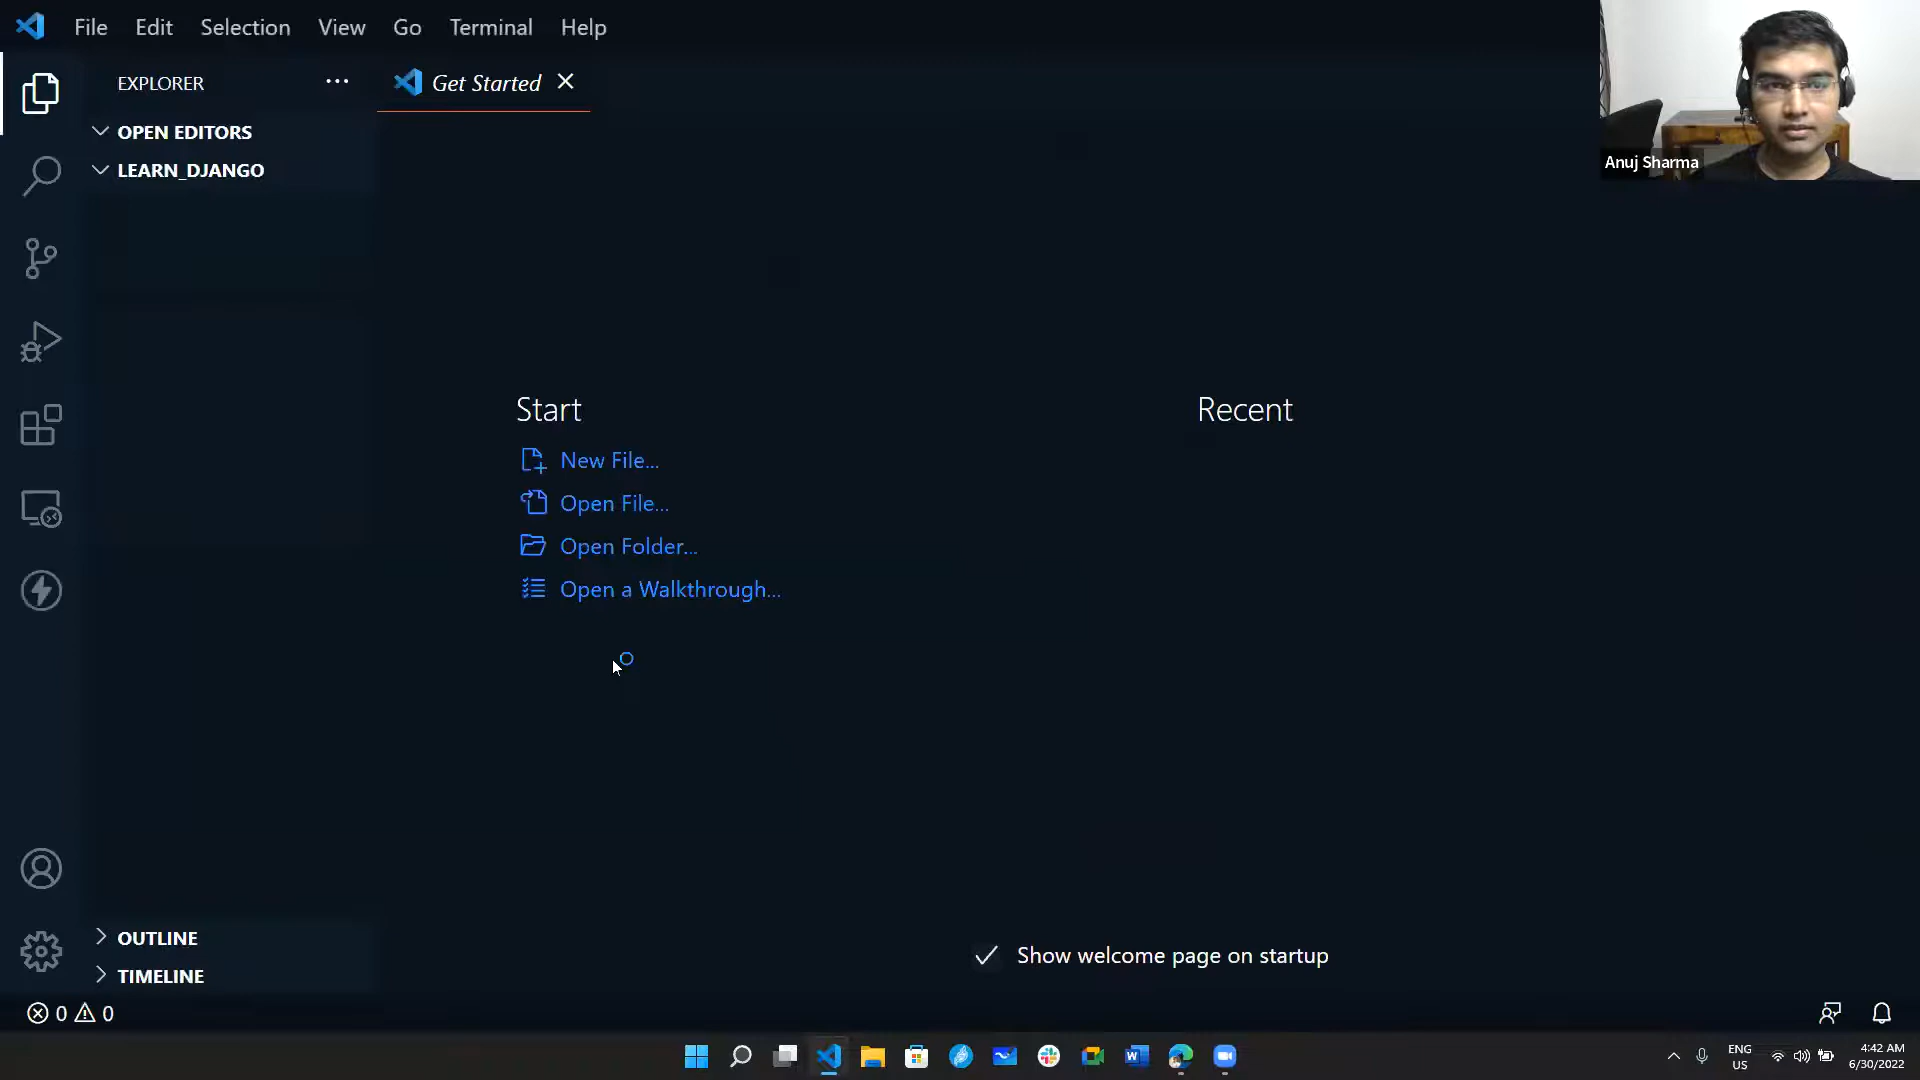 File Edit Selection View Go Terminal Help
EXPLORER
Get Started
OPEN EDITORS
LEARN_DJANGO
Anuj Sharma
Start
New File...
Open File...
Open Folder...
Open a Walkthrough...
Recent
Show welcome page on startup
OUTLINE
TIMELINE
0 0
ENG
US
4:42 AM
6/30/2022